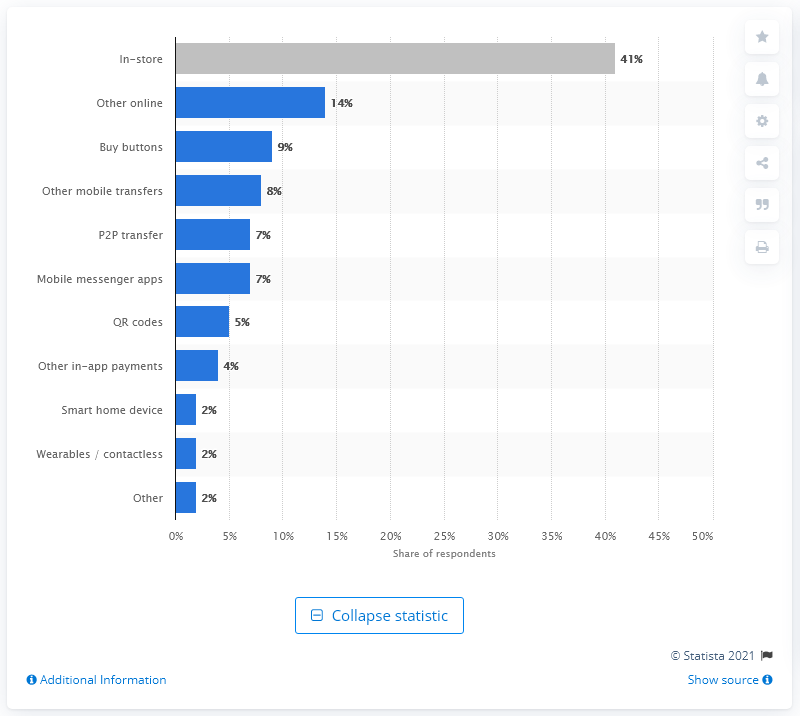 In-store 41%
Other online 14%
Buy buttons 9%
Other mobile transfers 8%
P2P transfer 7%
Mobile messenger apps 7%
QR codes 5%
Other in-app payments 4%
Smart home device 2%
Wearables / contactless 2%
Other 2%
0% 5% 10% 15% 20% 25% 30% 35% 40% 45% 50%
Share of respondents
Collapse statistic
© Statista 2021
Additional Information Show source